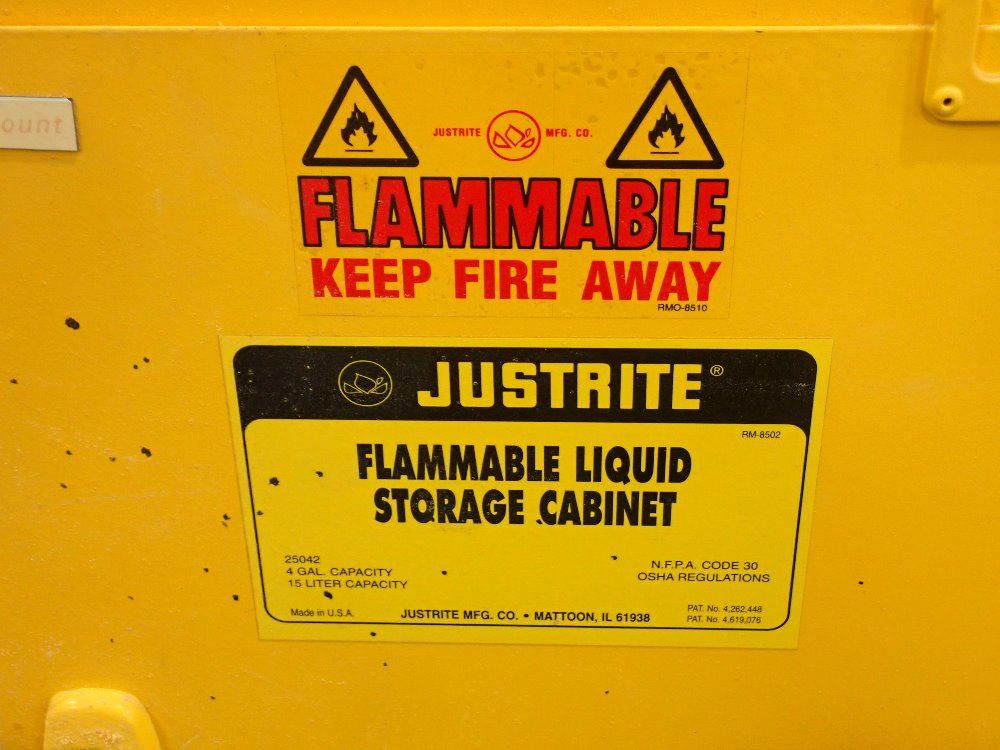 ount
JUSTRITE MFG. CO.
FLAMMABLE
KEEP FIRE AWAY
RMO-8510
JUSTRITE®
RM-8502
FLAMMABLE LIQUID
STORAGE CABINET
25042
4 GAL. CAPACITY
15 LITER CAPACITY
N.F.P.A. CODE 30
OSHA REGULATIONS
Made in U.S.A.
JUSTRITE MFG. CO. • MATTOON, IL 61938
PAT. No. 4,262,448
PAT. No. 4,619,076